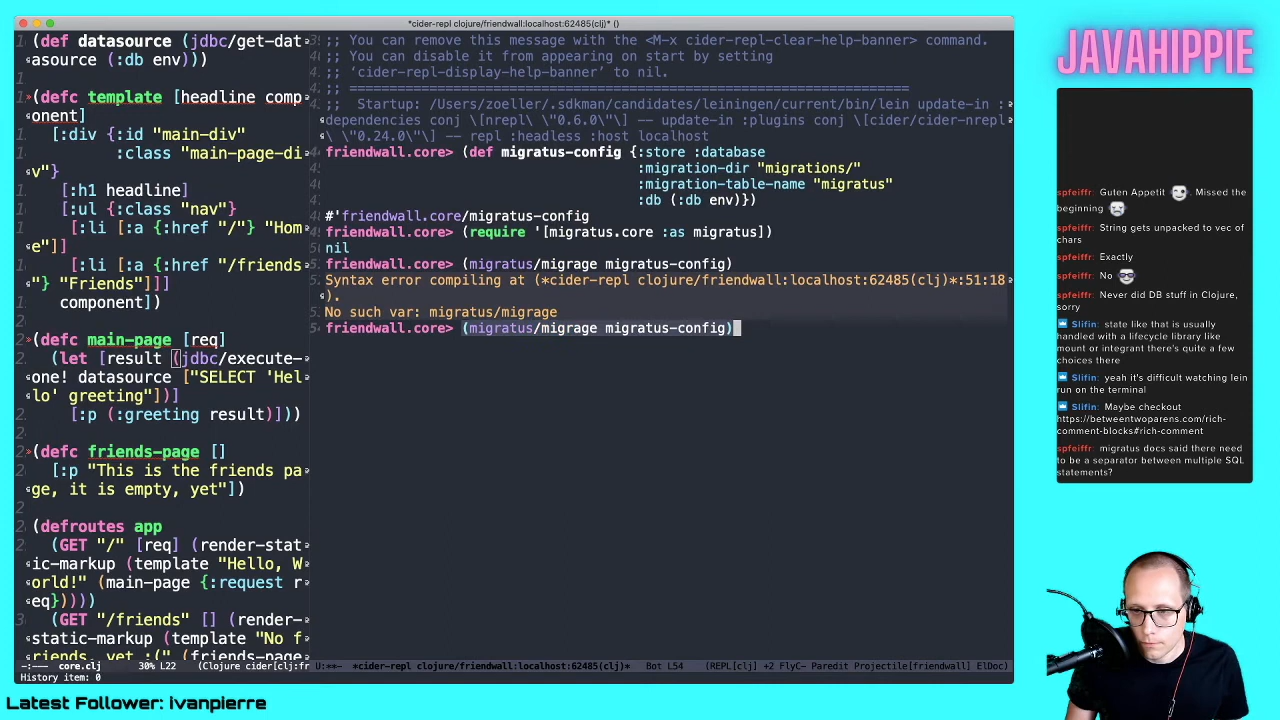 *cider-repl clojure/friendwall:localhost:62485(clj)* ()
(def datasource (jdbc/get-dat
asource (:db env)))
(defc template [headline comp
onent]
[:div {:id "main-div"
:class "main-page-di
v"}
[:h1 headline]
[:ul {:class "nav"}
[:li [:a {:href "/"} "Hom
e"]]
[:li [:a {:href "/friends
"} "Friends"]]]
component])
(defc main-page [req]
(let [result (jdbc/execute-
one! datasource ["SELECT 'Hel
lo' greeting"])]
[:p (:greeting result)]))
(defc friends-page []
[:p "This is the friends pa
ge, it is empty, yet"])
(defroutes app
(GET "/" [req] (render-stat
ic-markup (template "Hello, W
orld!" (main-page {:request r
eq}))))
(GET "/friends" [] (render-
static-markup (template "No f
riends, yet :(" (friends-page
-:--- core.clj 30% L22 (Clojure cider[clj:fr
History item: 0
;; You can remove this message with the <M-x cider-repl-clear-help-banner> command.
;; You can disable it from appearing on start by setting
;; ‘cider-repl-display-help-banner’ to nil.
;; ======================================================================
;; Startup: /Users/zoeller/.sdkman/candidates/leiningen/current/bin/lein update-in :
dependencies conj \[nrepl\ \"0.6.0\"\] -- update-in :plugins conj \[cider/cider-nrepl
\ \"0.24.0\"\] -- repl :headless :host localhost
friendwall.core> (def migratus-config {:store :database
:migration-dir "migrations/"
:migration-table-name "migratus"
:db (:db env)})
#'friendwall.core/migratus-config
friendwall.core> (require '[migratus.core :as migratus])
nil
friendwall.core> (migratus/migrage migratus-config)
Syntax error compiling at (*cider-repl clojure/friendwall:localhost:62485(clj)*:51:18
).
No such var: migratus/migrage
friendwall.core> (migratus/migrage migratus-config)
U:**- *cider-repl clojure/friendwall:localhost:62485(clj)* Bot L54 (REPL[clj] +2 FlyC- Paredit Projectile[friendwall] ElDoc)
JAVAHIPPIE
spfeiffr: Guten Appetit Missed the
beginning
spfeiffr: String gets unpacked to vec of
chars
spfeiffr: Exactly
spfeiffr: No
spfeiffr: Never did DB stuff in Clojure,
sorry
Slifin: state like that is usually
handled with a lifecycle library like
mount or integrant there's quite a few
choices there
Slifin: yeah it's difficult watching lein
run on the terminal
Slifin: Maybe checkout
https://betweentwoparens.com/rich-
comment-blocks#rich-comment
spfeiffr: migratus docs said there need
to be a separator between multiple SQL
statements?
Latest Follower: ivanpierre